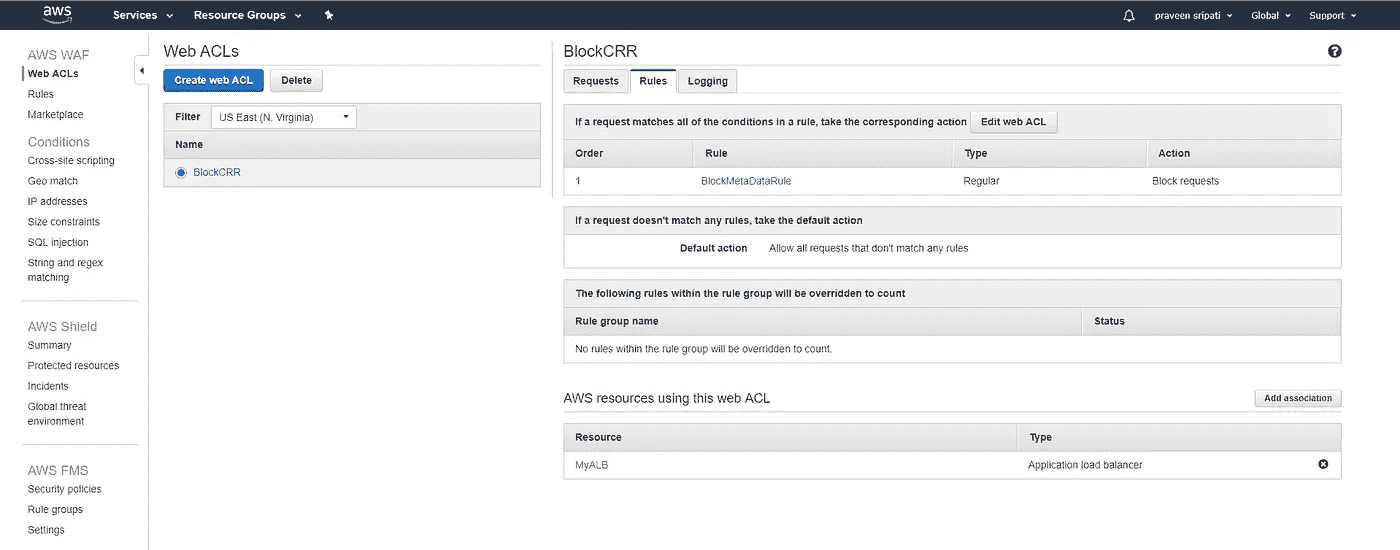 aws Services Resource Groups praveen sripati Global Support
AWS WAF
Web ACLs
Rules
Marketplace
Conditions
Cross-site scripting
Geo match
IP addresses
Size constraints
SQL injection
String and regex
matching
AWS Shield
Summary
Protected resources
Incidents
Global threat
environment
AWS FMS
Security policies
Rule groups
Settings
Web ACLs
Create web ACL Delete
Filter US East (N. Virginia)
Name
BlockCRR
BlockCRR
Requests Rules Logging
If a request matches all of the conditions in a rule, take the corresponding action Edit web ACL
Order Rule Type Action
1 BlockMetaDataRule Regular Block requests
If a request doesn't match any rules, take the default action
Default action Allow all requests that don't match any rules
The following rules within the rule group will be overridden to count
Rule group name Status
No rules within the rule group will be overridden to count.
AWS resources using this web ACL Add association
Resource Type
MyALB Application load balancer